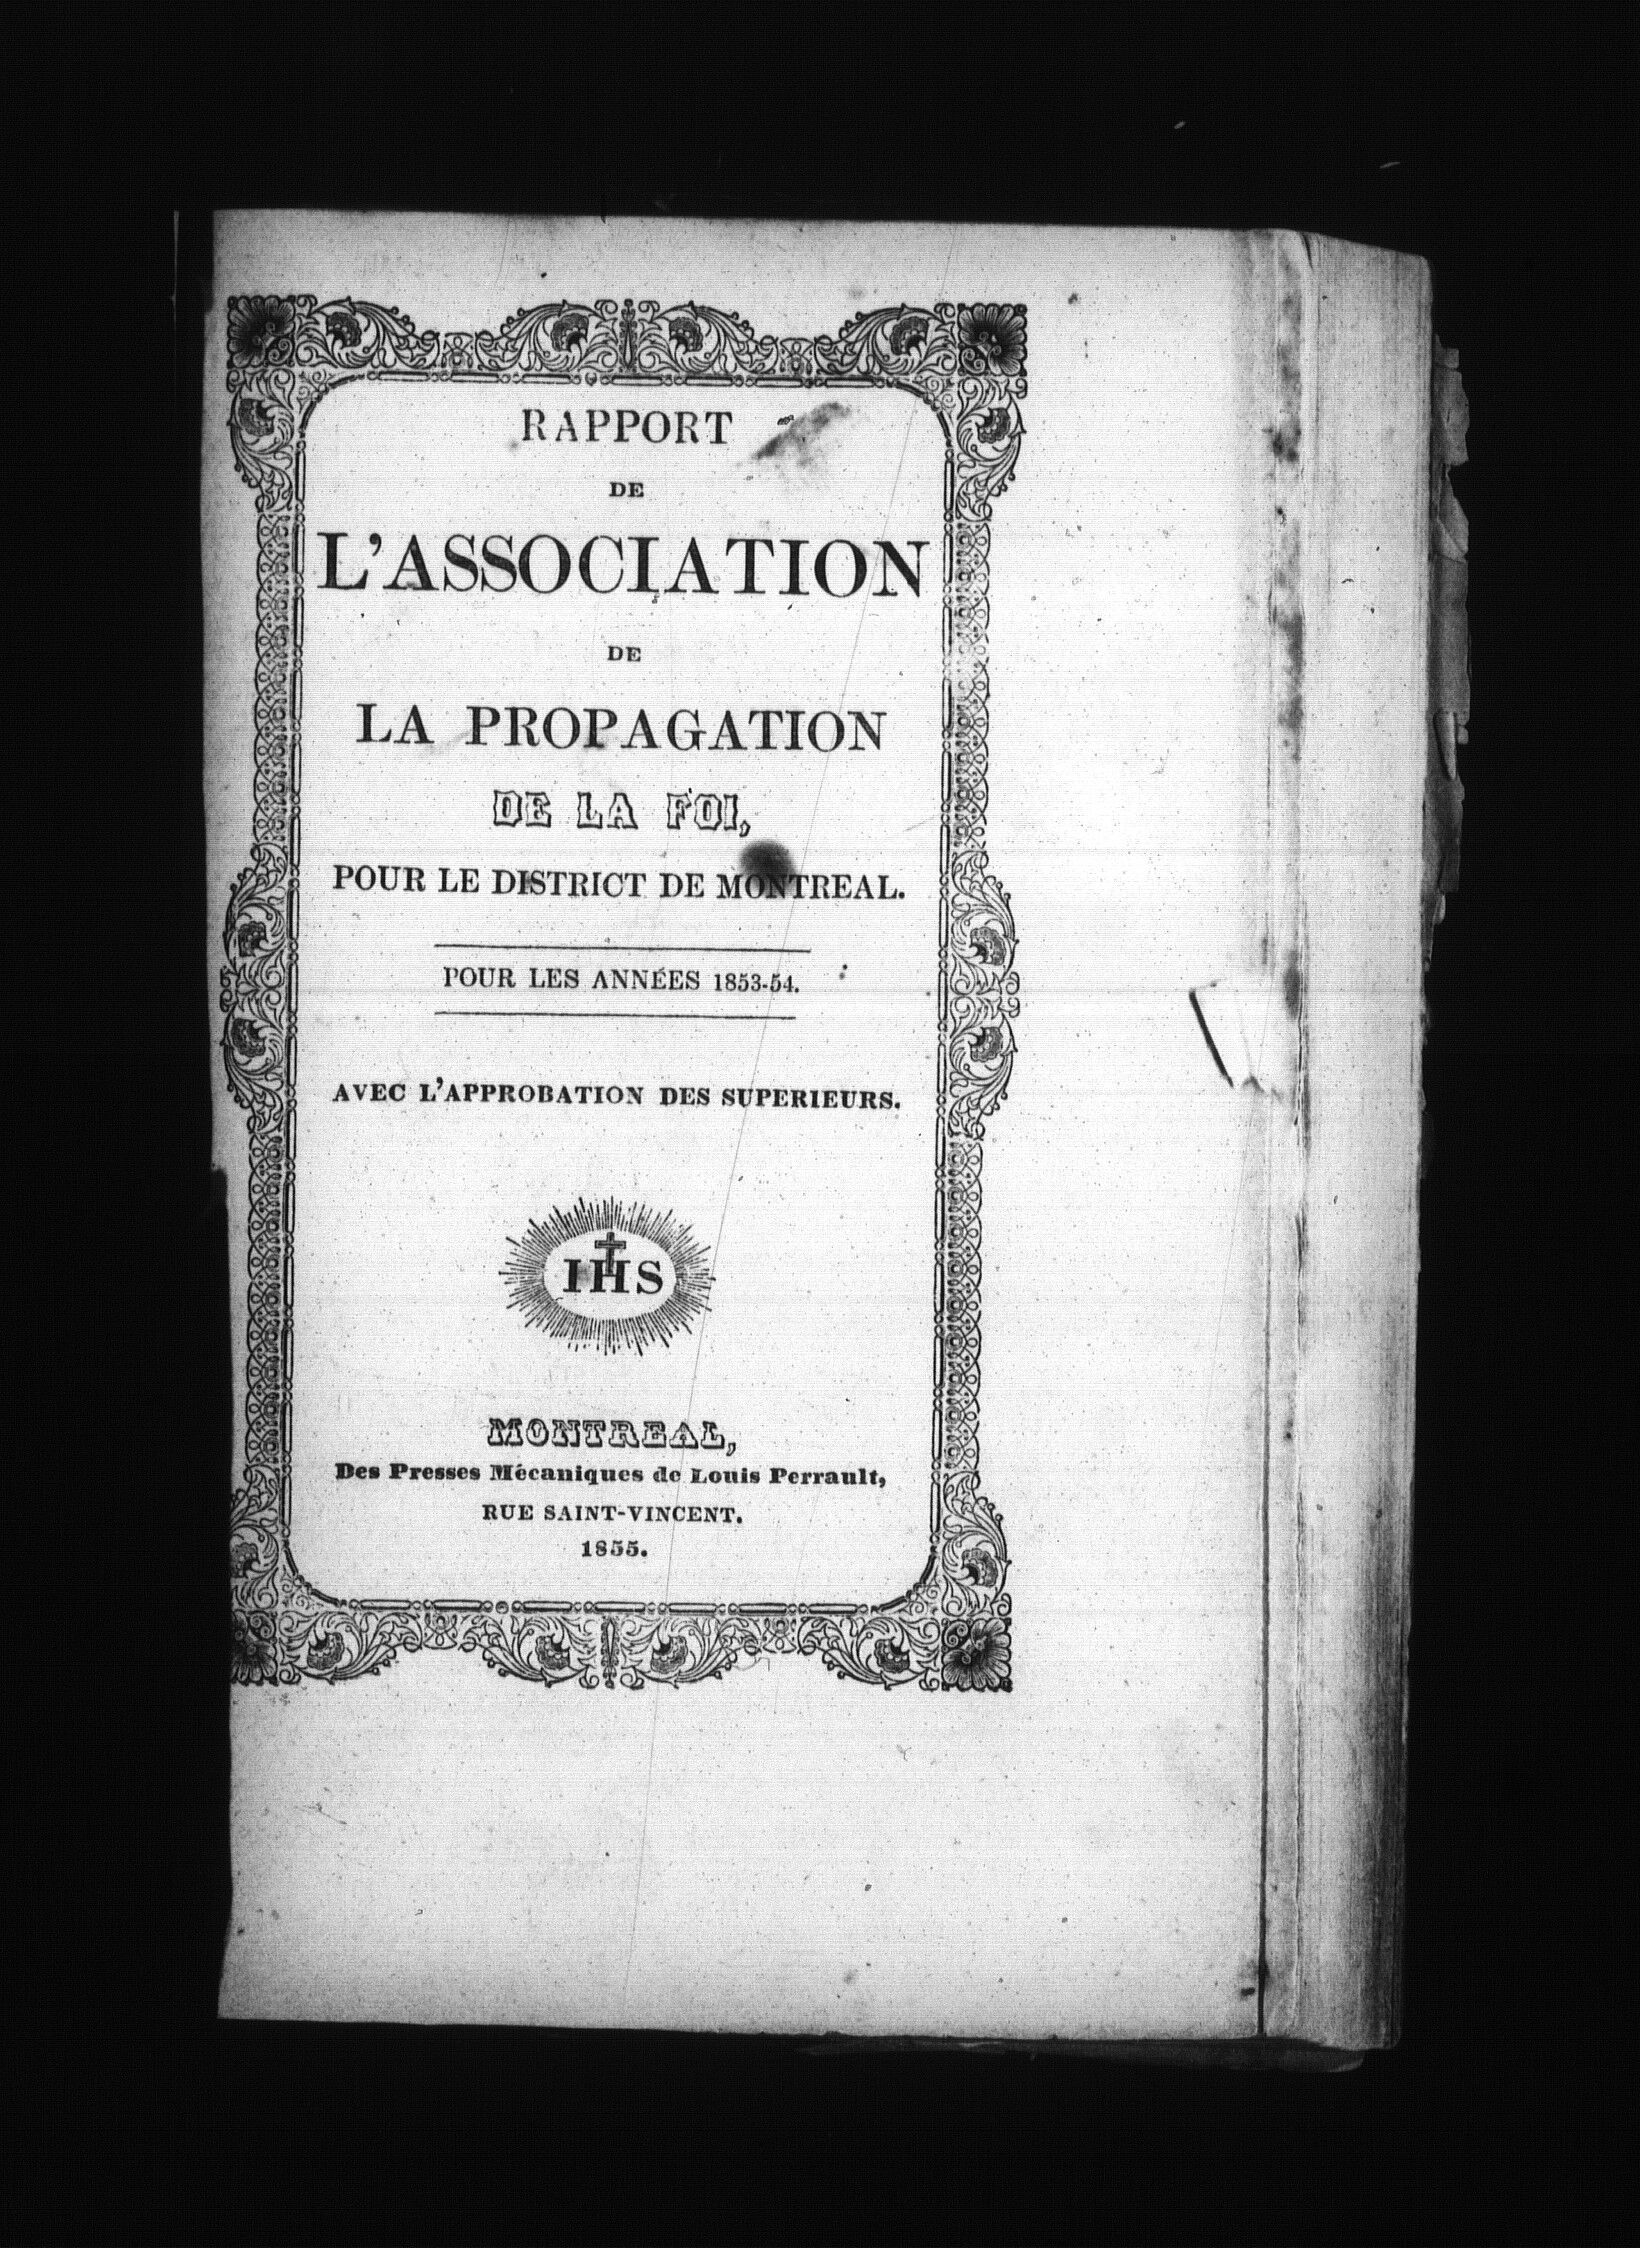 RAPPORT
DE
L'ASSOCIATION
DE
LA PROPAGATION
DE LA FOI,
POUR LE DISTRICT DE MONTREAL.
POUR LES ANNÉES 1853-54.
AVEC L'APPROBATION DES SUPERIEURS.
IHS
MONTREAL,
Des Presses Mécaniques de Louis Perrault,
RUE SAINT-VINCENT.
1855.